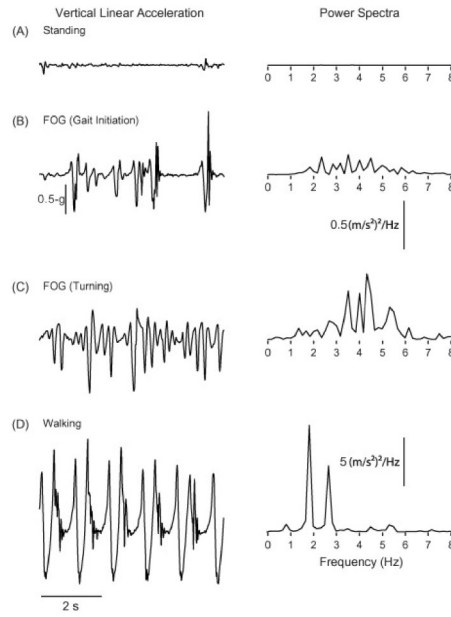 Vertical Linear Acceleration
Power Spectra
(A) Standing
0 1 2 3 4 5 6 7 8
(B) FOG (Gait Initiation)
0.5-g
0 1 2 3 4 5 6 7 8
0.5(m/s²)²/Hz
(C) FOG (Turning)
0 1 2 3 4 5 6 7 8
(D) Walking
5(m/s²)²/Hz
0 1 2 3 4 5 6 7 8
Frequency (Hz)
2 s